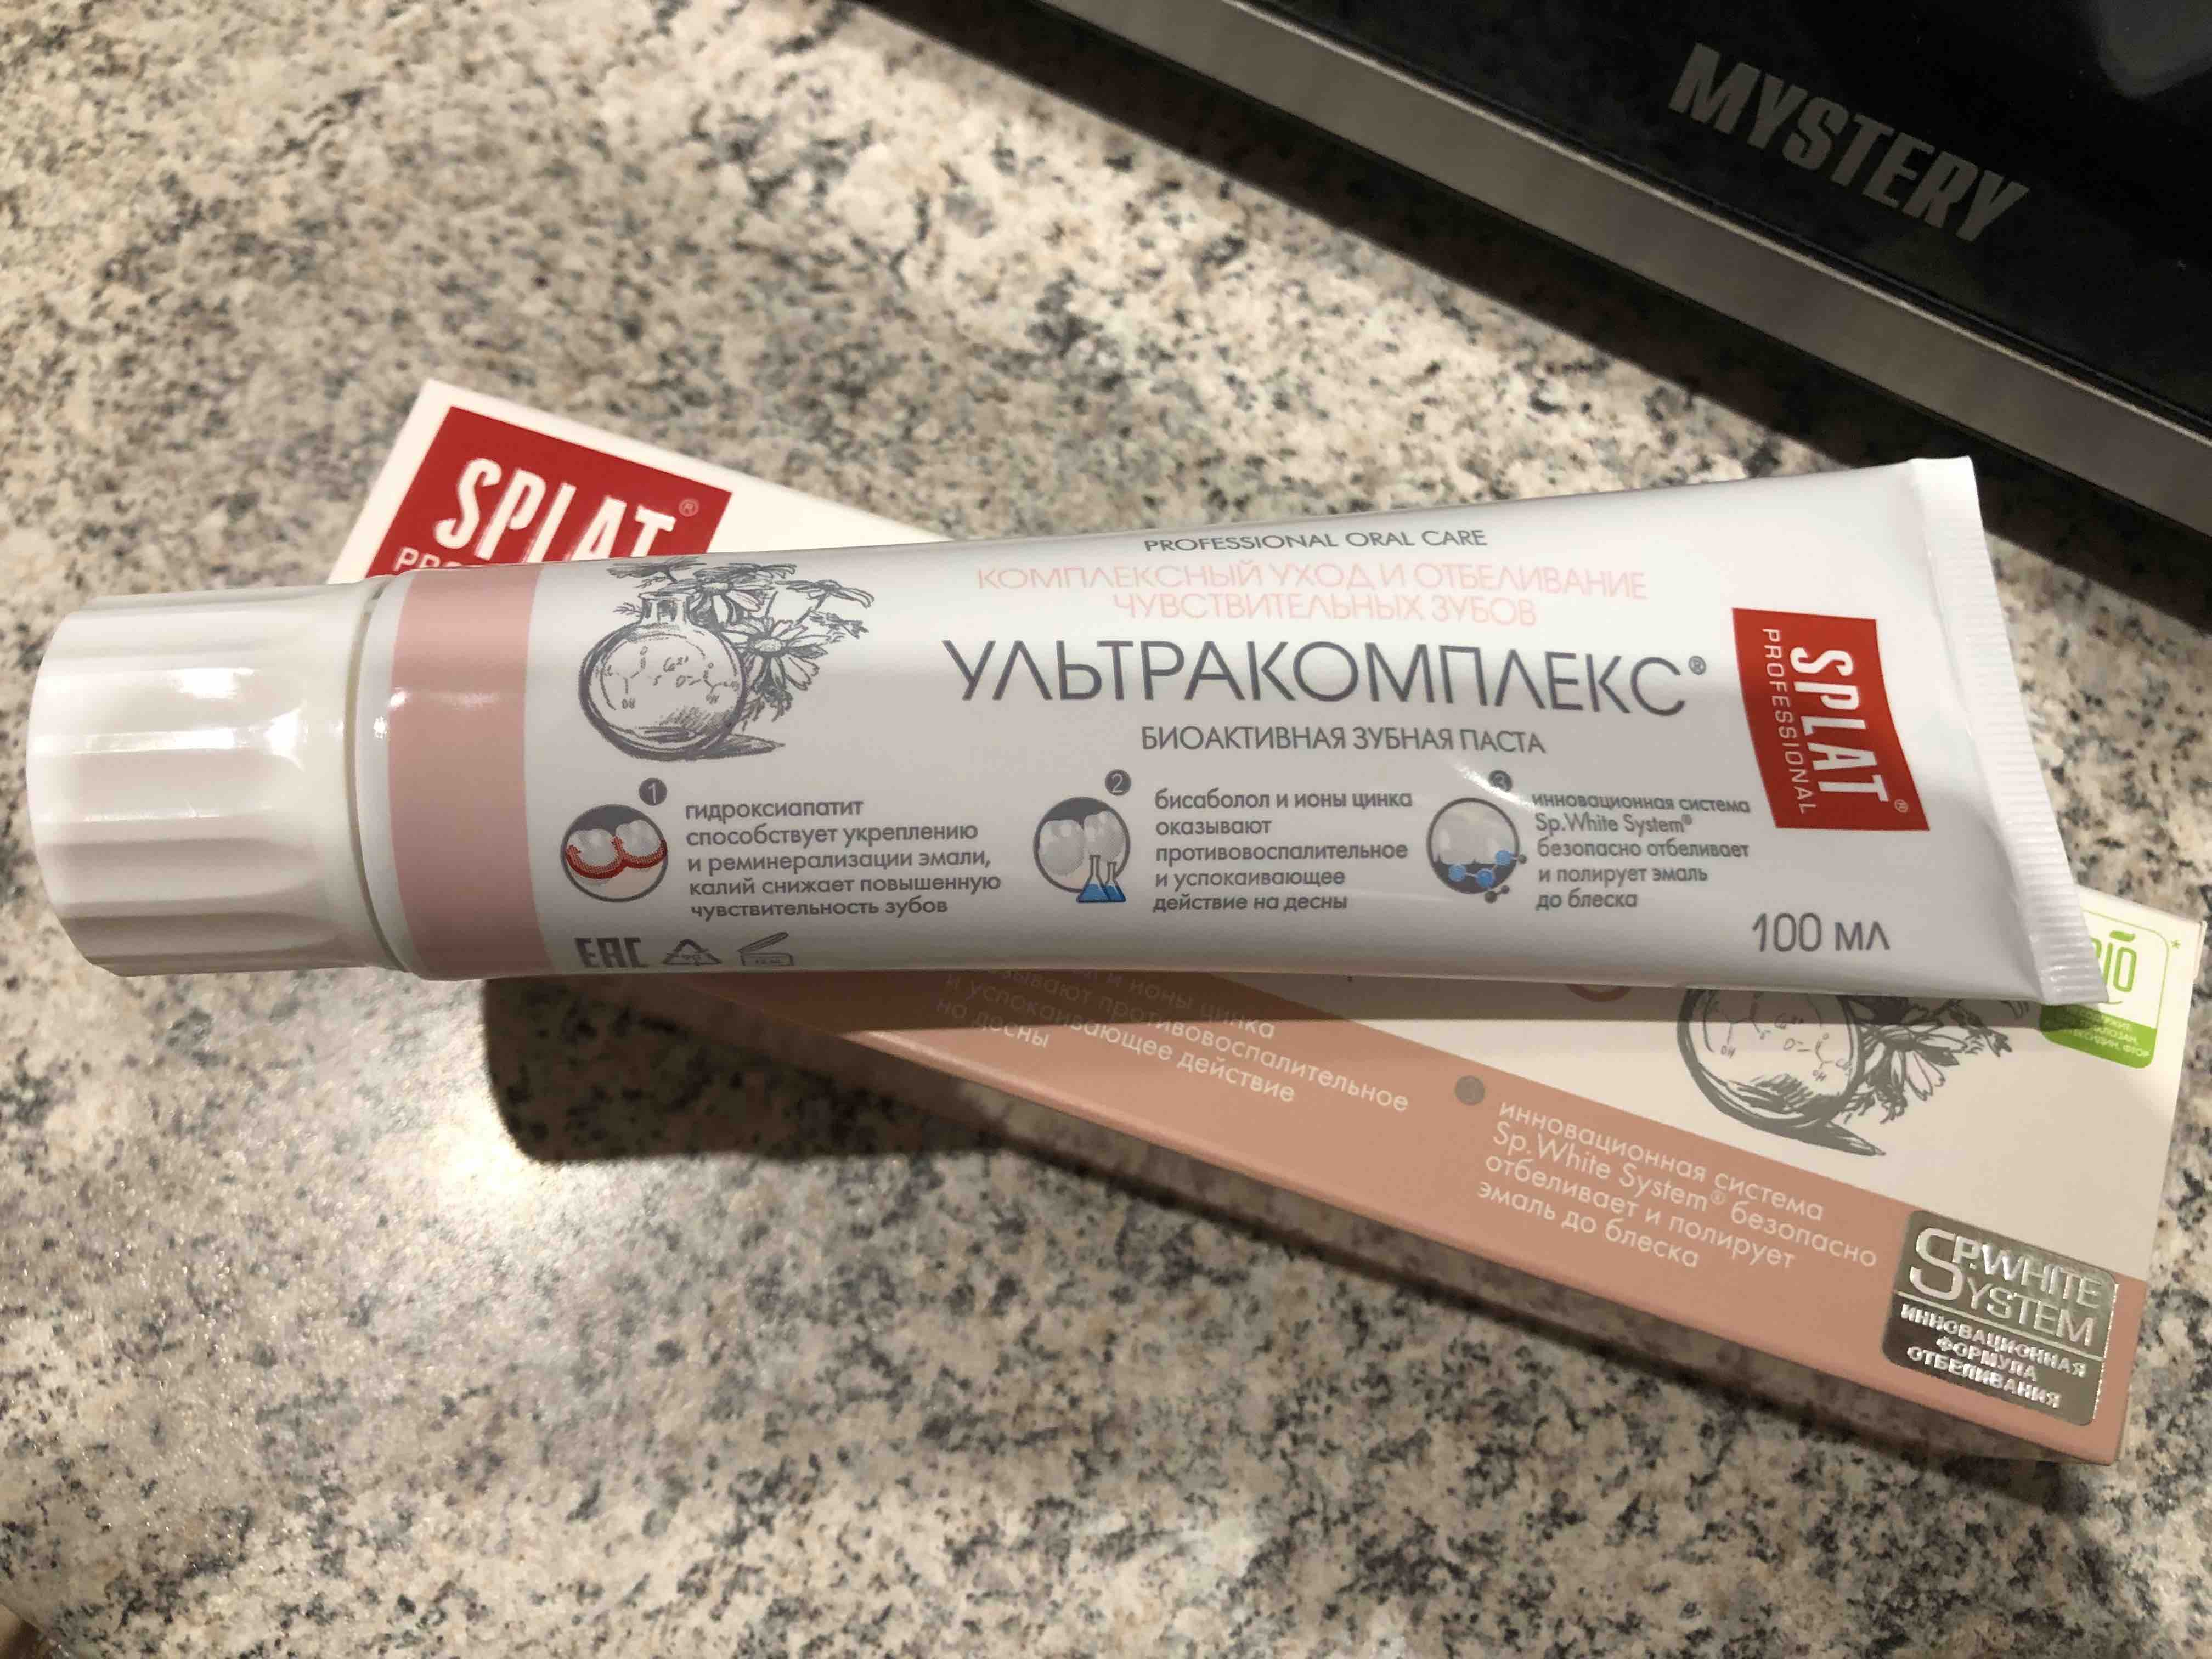 MYSTERY
SPLAT®
PROFESSIONAL ORAL CARE
КОМПЛЕКСНЫЙ УХОД И ОТБЕЛИВАНИЕ
ЧУВСТВИТЕЛЬНЫХ ЗУБОВ
УЛЬТРАКОМПЛЕКС®
БИОАКТИВНАЯ ЗУБНАЯ ПАСТА
1
гидроксиапатит
способствует укреплению
и реминерализации эмали,
калий снижает повышенную
чувствительность зубов
2
бисаболол и ионы цинка
оказывают
противовоспалительное
и успокаивающее
действие на десны
3
инновационная система
Sp.White System®
безопасно отбеливает
и полирует эмаль
до блеска
EAC
100 МЛ
SPLAT®
PROFESSIONAL
и ионы цинка
противовоспалительное
и успокаивающее действие
на десны
инновационная система
Sp.White System® безопасно
отбеливает и полирует
эмаль до блеска
SP.WHITE
SYSTEM
ИННОВАЦИОННАЯ
ФОРМУЛА
ОТБЕЛИВАНИЯ